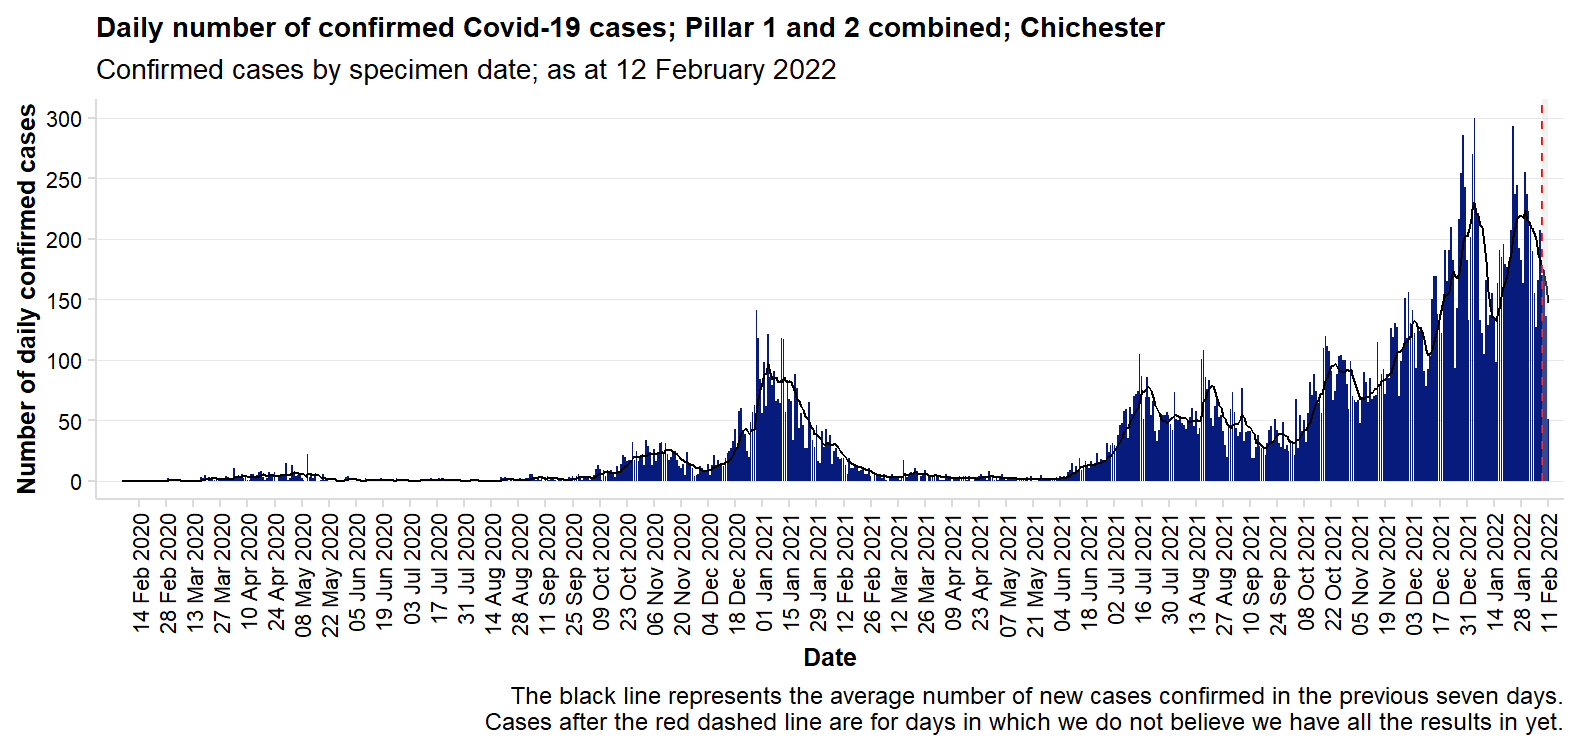 Daily number of confirmed Covid-19 cases; Pillar 1 and 2 combined; Chichester
Confirmed cases by specimen date; as at 12 February 2022
Number of daily confirmed cases
300
250
200
150
100
50
0
14 Feb 2020
28 Feb 2020
13 Mar 2020
27 Mar 2020
10 Apr 2020
24 Apr 2020
08 May 2020
22 May 2020
05 Jun 2020
19 Jun 2020
03 Jul 2020
17 Jul 2020
31 Jul 2020
14 Aug 2020
28 Aug 2020
11 Sep 2020
25 Sep 2020
09 Oct 2020
23 Oct 2020
06 Nov 2020
20 Nov 2020
04 Dec 2020
18 Dec 2020
01 Jan 2021
15 Jan 2021
29 Jan 2021
12 Feb 2021
26 Feb 2021
12 Mar 2021
26 Mar 2021
09 Apr 2021
23 Apr 2021
07 May 2021
21 May 2021
04 Jun 2021
18 Jun 2021
02 Jul 2021
16 Jul 2021
30 Jul 2021
13 Aug 2021
27 Aug 2021
10 Sep 2021
24 Sep 2021
08 Oct 2021
22 Oct 2021
05 Nov 2021
19 Nov 2021
03 Dec 2021
17 Dec 2021
31 Dec 2021
14 Jan 2022
28 Jan 2022
11 Feb 2022
Date
The black line represents the average number of new cases confirmed in the previous seven days.
Cases after the red dashed line are for days in which we do not believe we have all the results in yet.